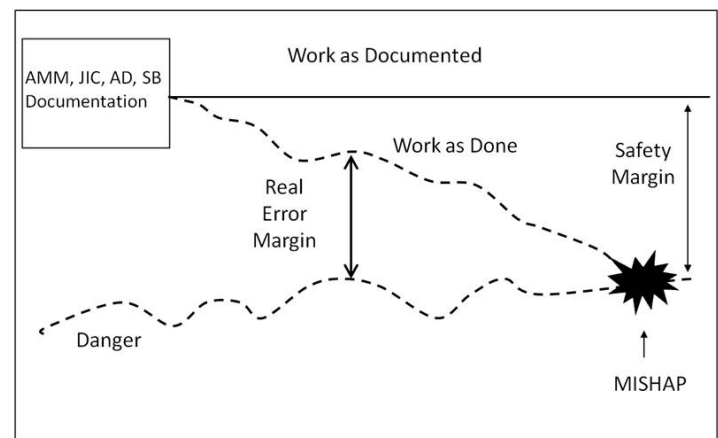 Work as Documented
AMM, JIC, AD, SB
Documentation
Work as Done
Safety
Margin
Real
Error
Margin
Danger
MISHAP